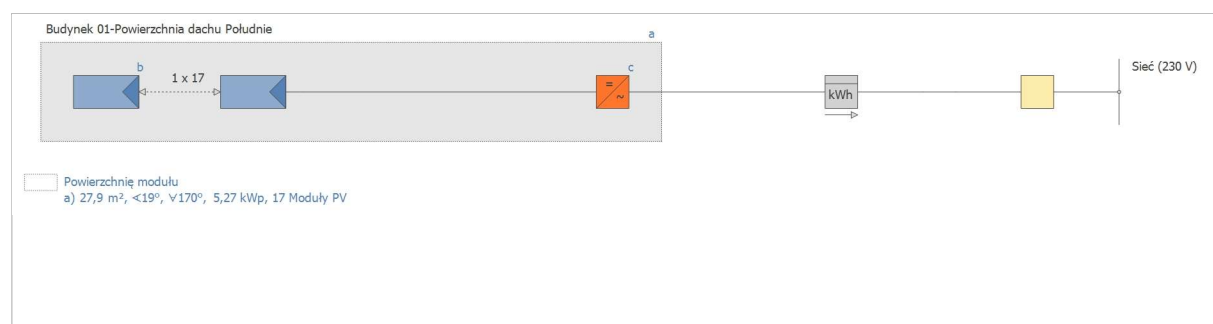 Budynek 01-Powierzchnia dachu Południe
a
b
1 x 17
c
=
~
kWh
Sieć (230 V)
Powierzchnię modułu
a) 27,9 m², ∢19°, ∀170°, 5,27 kWp, 17 Moduły PV